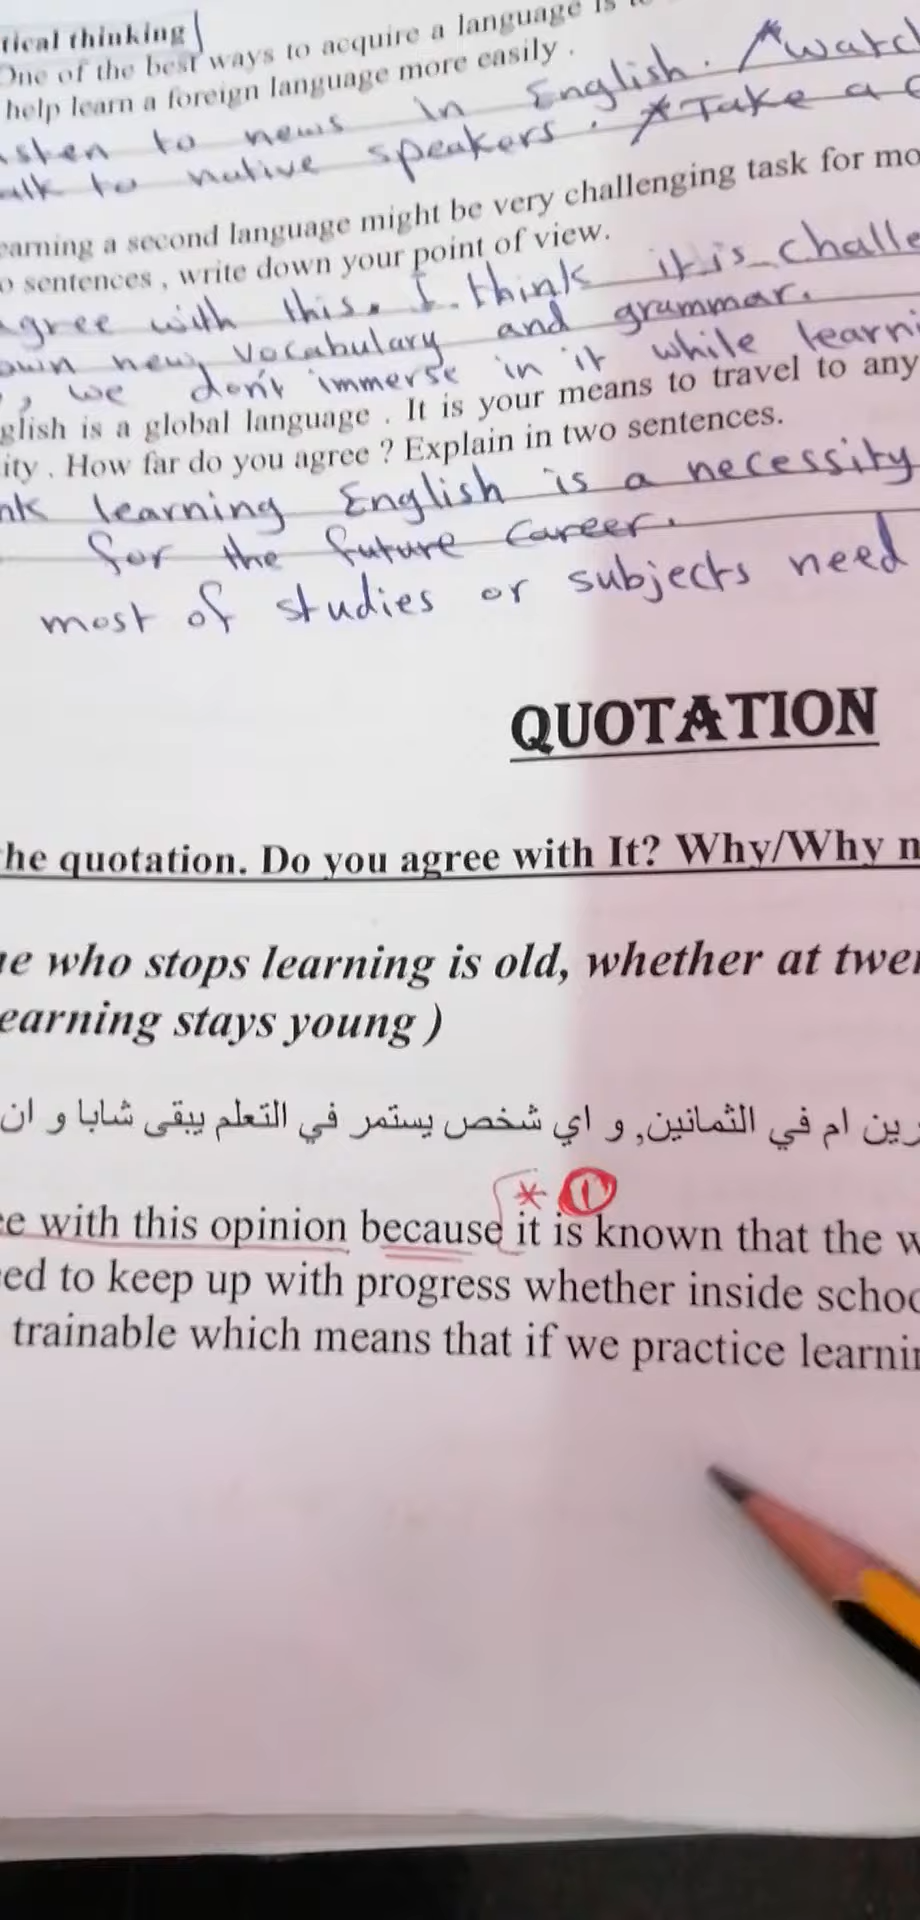 tical thinking
One of the best ways to acquire a language is
help learn a foreign language more easily .
sten to news in English. * watch
alk to native speakers. * Take a c
earning a second language might be very challenging task for mo
o sentences , write down your point of view.
agree with this. I think it is challe
own new vocabulary and grammar.
, we don't immerse in it while learni
glish is a global language . It is your means to travel to any
ity . How far do you agree ? Explain in two sentences.
nk learning English is a necessity
for the future career.
most of studies or subjects need
QUOTATION
he quotation. Do you agree with It? Why/Why n
ne who stops learning is old, whether at twen
earning stays young )
رين ام في الثمانين, و اي شخص يستمر في التعلم يبقى شابا و ان
* 1
ee with this opinion because it is known that the w
ed to keep up with progress whether inside schoo
trainable which means that if we practice learnin